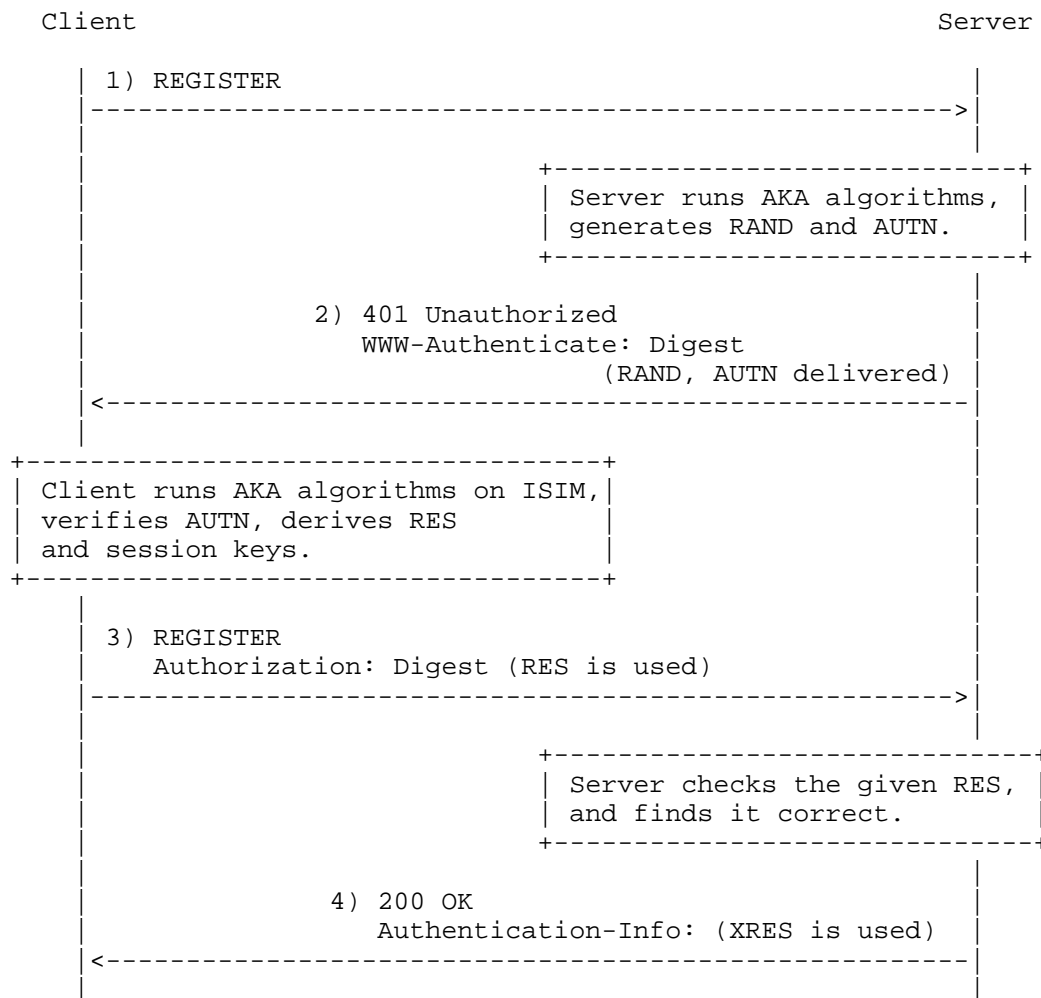 Client Server
1) REGISTER
Server runs AKA algorithms,
generates RAND and AUTN.
2) 401 Unauthorized
WWW-Authenticate: Digest
(RAND, AUTN delivered)
Client runs AKA algorithms on ISIM,
verifies AUTN, derives RES
and session keys.
3) REGISTER
Authorization: Digest (RES is used)
Server checks the given RES,
and finds it correct.
4) 200 OK
Authentication-Info: (XRES is used)